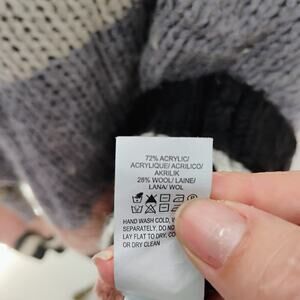 72% ACRYLIC/
ACRYLIQUE/ ACRILICO/
AKRILIK
28% WOOL/ LAINE/
LANA/ WOL
HAND WASH COLD, W
SEPARATELY, DO NO
LAY FLAT TO DRY, CO
OR DRY CLEAN